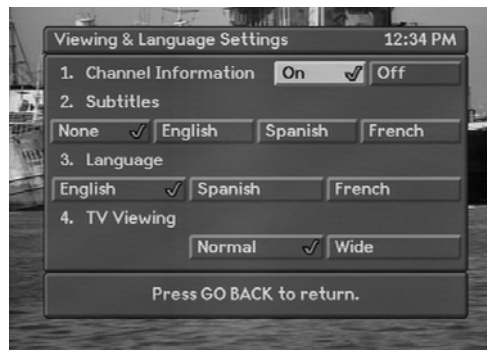 Viewing & Language Settings 12:34 PM
1. Channel Information On Off
2. Subtitles
None English Spanish French
3. Language
English Spanish French
4. TV Viewing
Normal Wide
Press GO BACK to return.